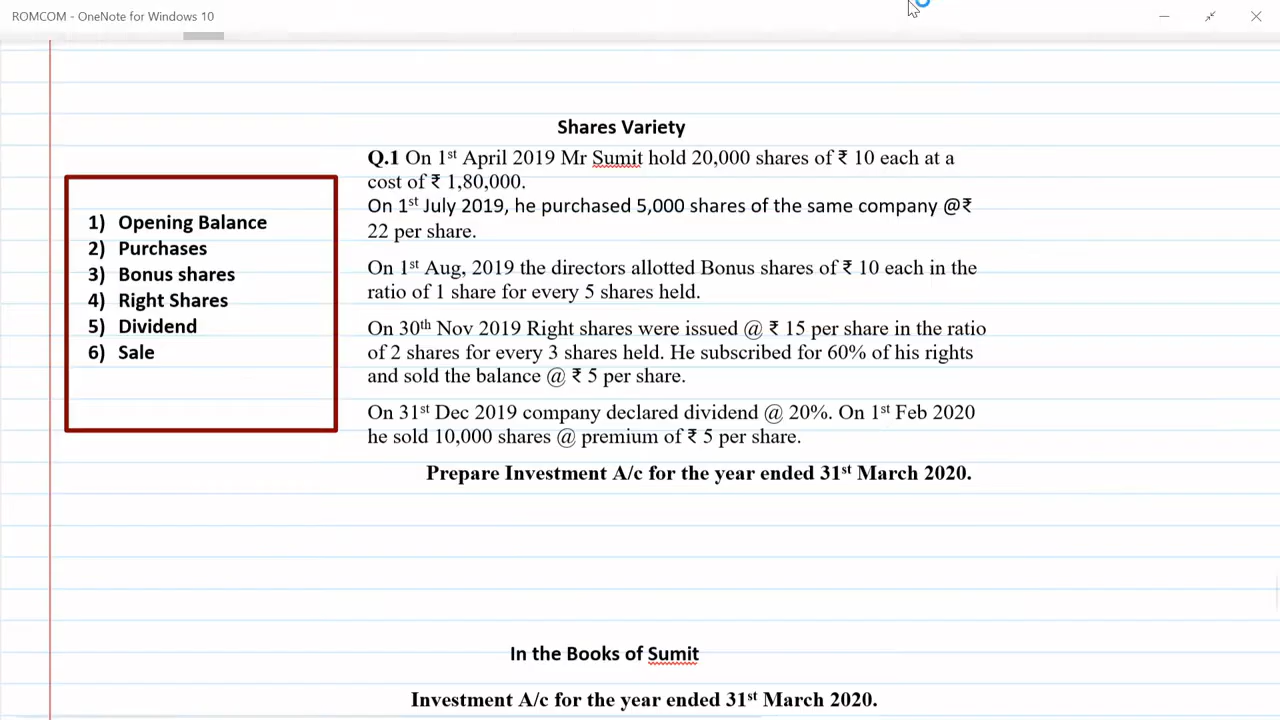 ROMCOM - OneNote for Windows 10
Shares Variety
Q.1 On 1st April 2019 Mr Sumit hold 20,000 shares of ₹ 10 each at a
cost of ₹ 1,80,000.
On 1st July 2019, he purchased 5,000 shares of the same company @₹
22 per share.
On 1st Aug, 2019 the directors allotted Bonus shares of ₹ 10 each in the
ratio of 1 share for every 5 shares held.
On 30th Nov 2019 Right shares were issued @ ₹ 15 per share in the ratio
of 2 shares for every 3 shares held. He subscribed for 60% of his rights
and sold the balance @ ₹ 5 per share.
On 31st Dec 2019 company declared dividend @ 20%. On 1st Feb 2020
he sold 10,000 shares @ premium of ₹ 5 per share.
Prepare Investment A/c for the year ended 31st March 2020.
1) Opening Balance
2) Purchases
3) Bonus shares
4) Right Shares
5) Dividend
6) Sale
In the Books of Sumit
Investment A/c for the year ended 31st March 2020.